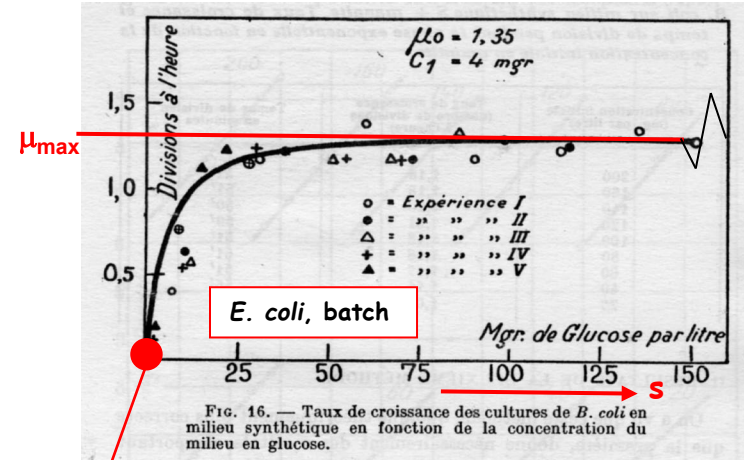 μo = 1,35
C1 = 4 mgr
Divisions à l'heure
1,5
μmax
1,0
o = Expérience I
● = ,, ,, ,, II
△ = ,, ,, ,, III
+ = ,, ,, ,, IV
▲ = ,, ,, ,, V
0,5
E. coli, batch
Mgr. de Glucose par litre
25 50 75 100 125 150
s
FIG. 16. — Taux de croissance des cultures de B. coli en
milieu synthétique en fonction de la concentration du
milieu en glucose.